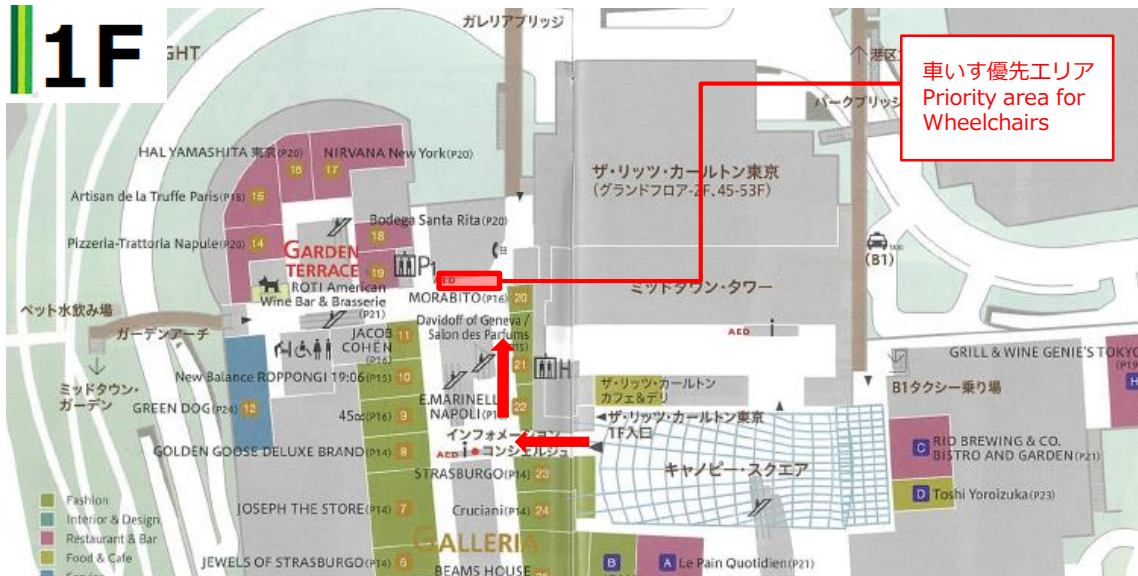 1F
GHT
ガレリアブリッジ
港区
パークブリッジ
車いす優先エリア
Priority area for
Wheelchairs
HAL YAMASHITA 東京(P20)
NIRVANA New York(P20)
16
17
ザ・リッツ・カールトン東京
(グランドフロア-2F、45-53F)
Artisan de la Truffe Paris(P18)
15
Bodega Santa Rita(P20)
18
Pizzeria-Trattoria Napule(P20)
14
GARDEN
TERRACE
19
P1
AED
(B1)
ROTI American
Wine Bar & Brasserie
(P21)
MORABITO(P16)
20
ミッドタウン・タワー
ペット水飲み場
ガーデンアーチ
Davidoff of Geneva /
Salon des Parfums
21
JACOB
COHEN
(P16)
11
AED
GRILL & WINE GENIE'S TOKYO
H
ミッドタウン・
ガーデン
New Balance ROPPONGI 19:06(P15)
10
H
ザ・リッツ・カールトン
カフェ&デリ
B1タクシー乗り場
GREEN DOG(P24)
12
45rpm(P16)
9
E.MARINELLA
NAPOLI
22
ザ・リッツ・カールトン東京
1F入口
インフォメーション
コンシェルジュ
AED
GOLDEN GOOSE DELUXE BRAND(P14)
8
キャノピー・スクエア
C
RIO BREWING & CO.
BISTRO AND GARDEN(P21)
STRASBURGO(P14)
23
D
Toshi Yoroizuka(P23)
Fashion
Interior & Design
Restaurant & Bar
Food & Cafe
Service
JOSEPH THE STORE(P14)
7
Cruciani(P14)
24
GALLERIA
JEWELS OF STRASBURGO(P14)
6
BEAMS HOUSE
B
A
Le Pain Quotidien(P21)